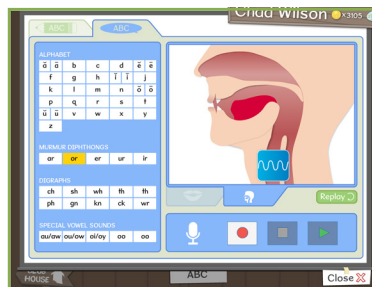 Chad Wilson ×3105
ABC ABC
ALPHABET
ā ă b c d ē ĕ
f g h ī ĭ j
k l m n ō ŏ
p q r s t
ū ŭ v w x y
z
MURMUR DIPHTHONGS
ar or er ur ir
DIGRAPHS
ch sh wh th th
ph gn kn ck wr
SPECIAL VOWEL SOUNDS
au/aw ou/ow oi/oy oo oo
Replay
HOUSE ABC Close